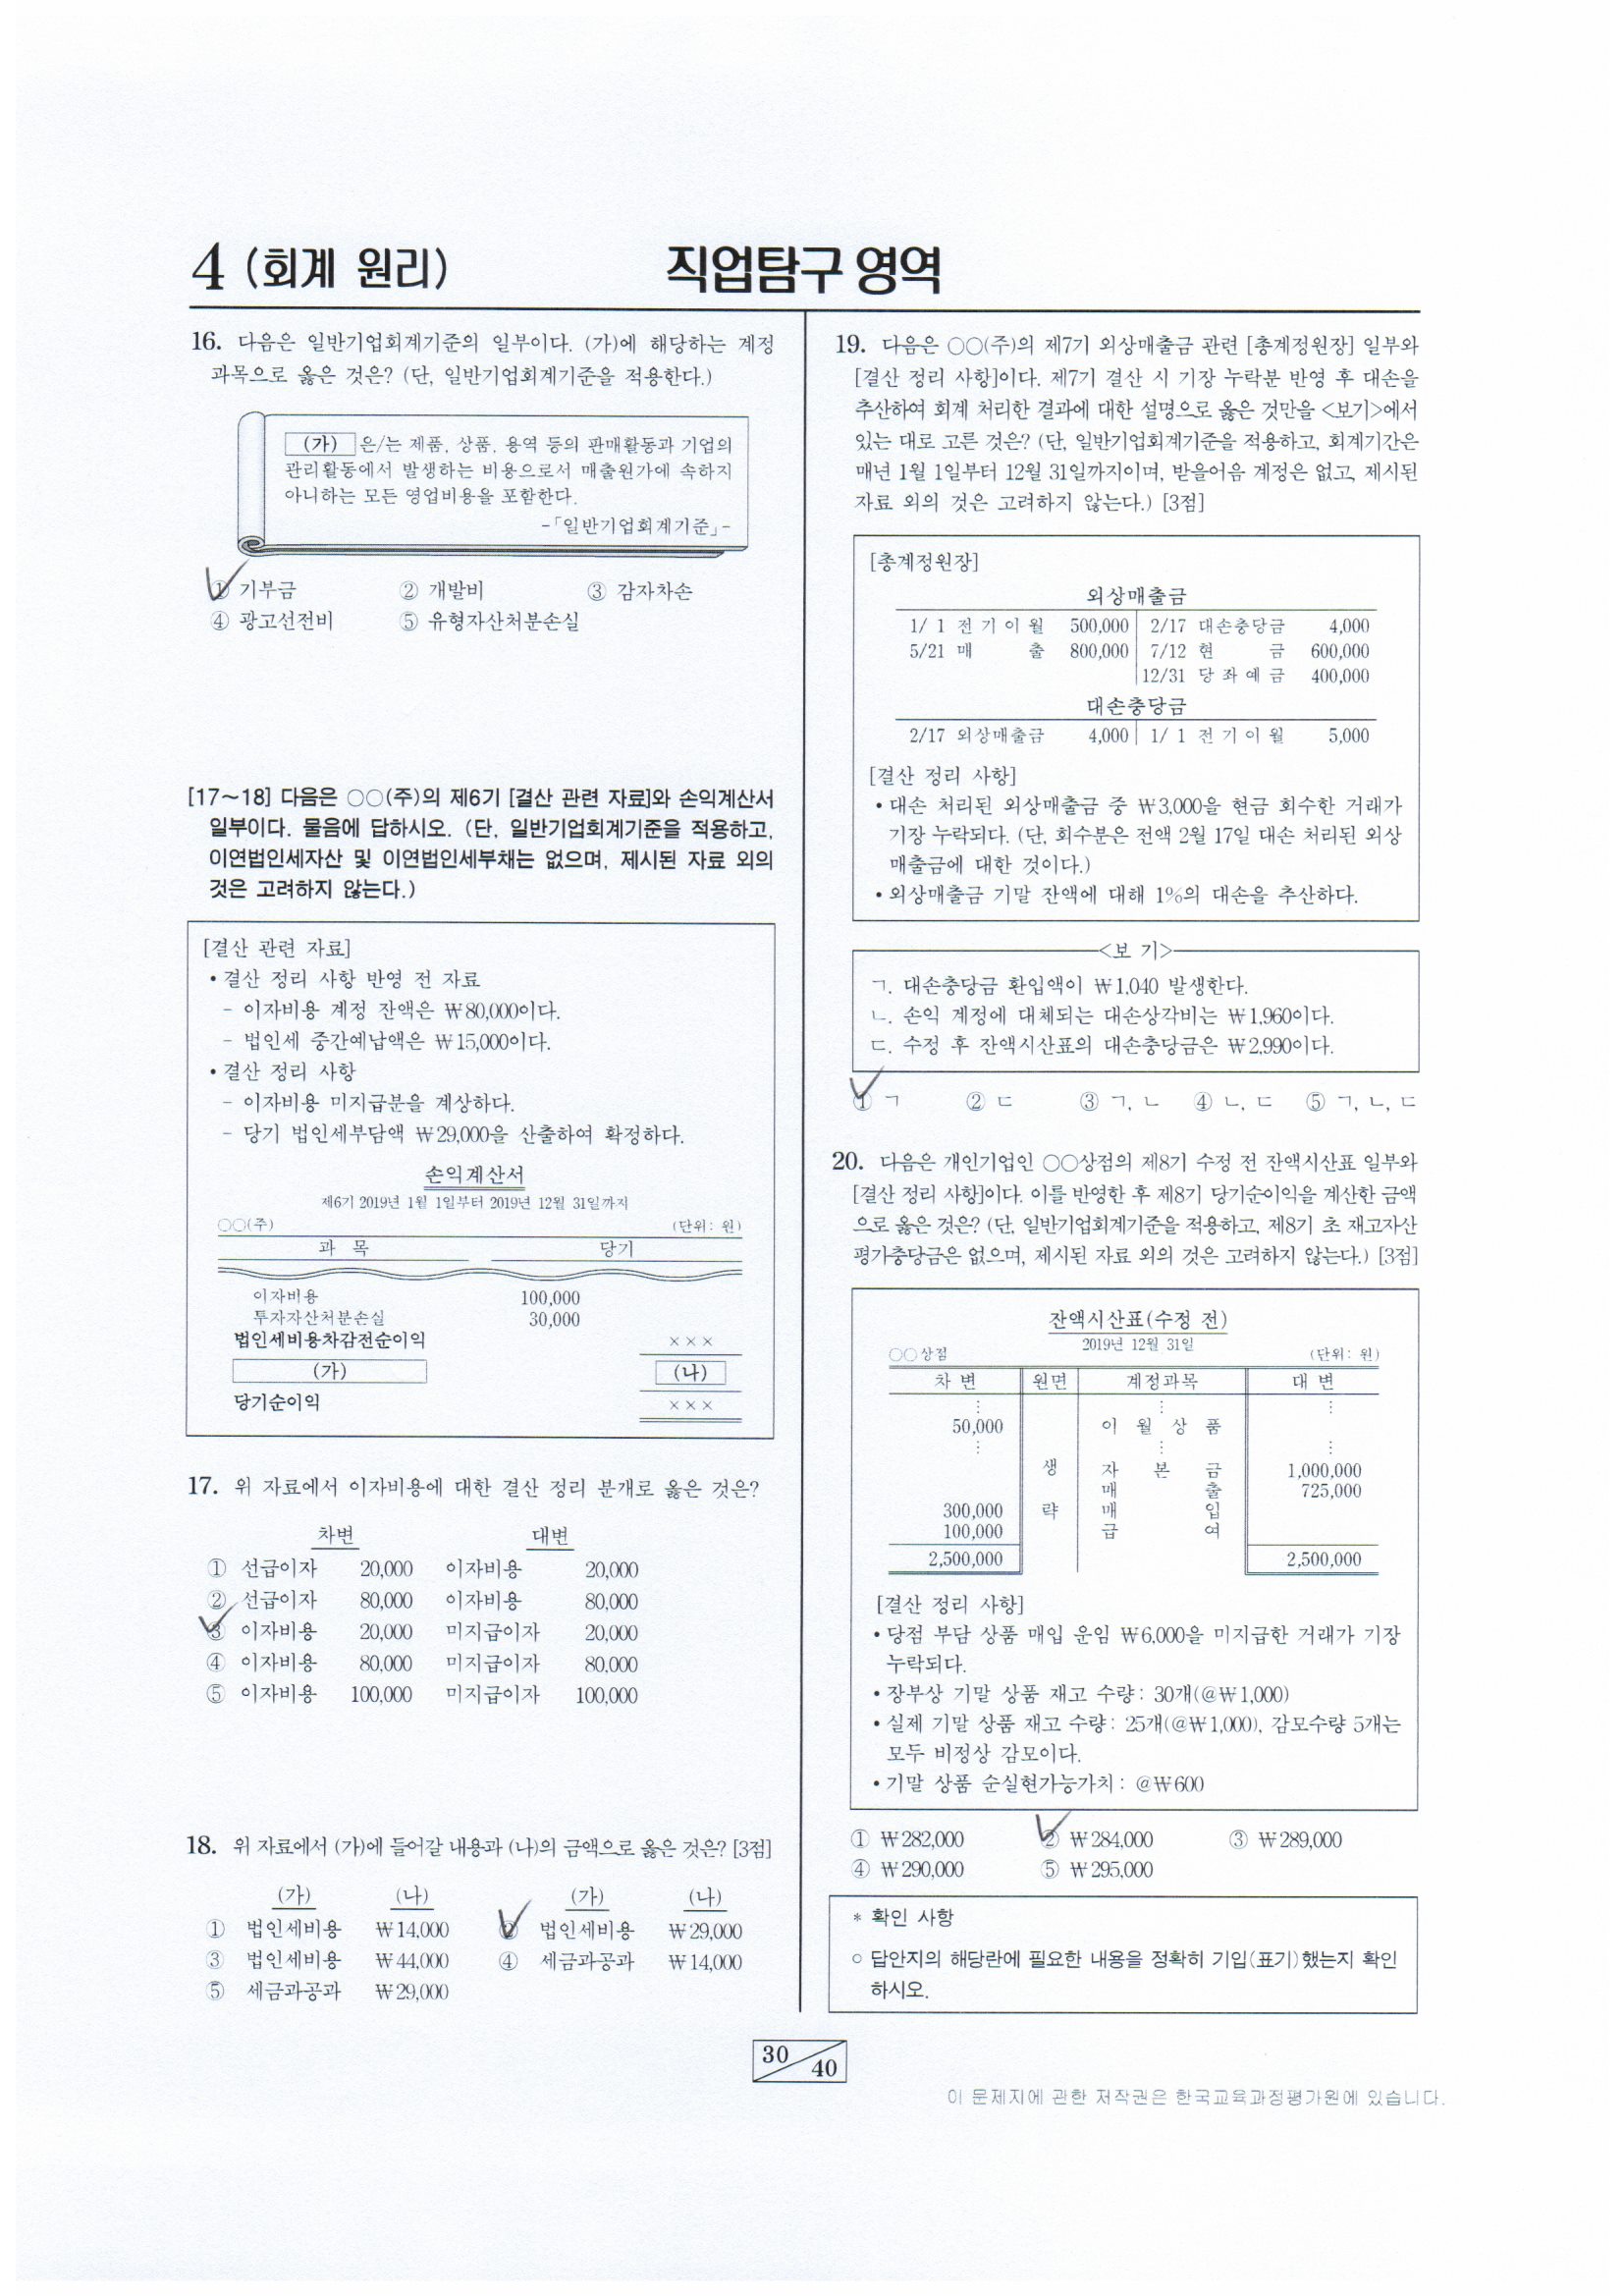 4 (회계 원리)
직업탐구 영역
16. 다음은 일반기업회계기준의 일부이다. (가)에 해당하는 계정
과목으로 옳은 것은? (단, 일반기업회계기준을 적용한다.)
(가) 은/는 제품, 상품, 용역 등의 판매활동과 기업의
관리활동에서 발생하는 비용으로서 매출원가에 속하지
아니하는 모든 영업비용을 포함한다.
-「일반기업회계기준」-
① 기부금 ② 개발비 ③ 감자차손
④ 광고선전비 ⑤ 유형자산처분손실
[17~18] 다음은 ○○(주)의 제6기 [결산 관련 자료]와 손익계산서
일부이다. 물음에 답하시오. (단, 일반기업회계기준을 적용하고,
이연법인세자산 및 이연법인세부채는 없으며, 제시된 자료 외의
것은 고려하지 않는다.)
[결산 관련 자료]
• 결산 정리 사항 반영 전 자료
- 이자비용 계정 잔액은 ₩80,000이다.
- 법인세 중간예납액은 ₩15,000이다.
• 결산 정리 사항
- 이자비용 미지급분을 계상하다.
- 당기 법인세부담액 ₩29,000을 산출하여 확정하다.
손익계산서
제6기 2019년 1월 1일부터 2019년 12월 31일까지
○○(주) (단위: 원)
과 목 당기
이자비용 100,000
투자자산처분손실 30,000
법인세비용차감전순이익 ×××
(가) (나)
당기순이익 ×××
17. 위 자료에서 이자비용에 대한 결산 정리 분개로 옳은 것은?
차변 대변
① 선급이자 20,000 이자비용 20,000
② 선급이자 80,000 이자비용 80,000
③ 이자비용 20,000 미지급이자 20,000
④ 이자비용 80,000 미지급이자 80,000
⑤ 이자비용 100,000 미지급이자 100,000
18. 위 자료에서 (가)에 들어갈 내용과 (나)의 금액으로 옳은 것은? [3점]
(가) (나) (가) (나)
① 법인세비용 ₩14,000 ② 법인세비용 ₩29,000
③ 법인세비용 ₩44,000 ④ 세금과공과 ₩14,000
⑤ 세금과공과 ₩29,000
19. 다음은 ○○(주)의 제7기 외상매출금 관련 [총계정원장] 일부와
[결산 정리 사항]이다. 제7기 결산 시 기장 누락분 반영 후 대손을
추산하여 회계 처리한 결과에 대한 설명으로 옳은 것만을 <보기>에서
있는 대로 고른 것은? (단, 일반기업회계기준을 적용하고, 회계기간은
매년 1월 1일부터 12월 31일까지이며, 받을어음 계정은 없고, 제시된
자료 외의 것은 고려하지 않는다.) [3점]
[총계정원장]
외상매출금
1/ 1 전 기 이 월 500,000 2/17 대손충당금 4,000
5/21 매 출 800,000 7/12 현 금 600,000
12/31 당 좌 예 금 400,000
대손충당금
2/17 외상매출금 4,000 1/ 1 전 기 이 월 5,000
[결산 정리 사항]
• 대손 처리된 외상매출금 중 ₩3,000을 현금 회수한 거래가
기장 누락되다. (단, 회수분은 전액 2월 17일 대손 처리된 외상
매출금에 대한 것이다.)
• 외상매출금 기말 잔액에 대해 1%의 대손을 추산하다.
<보 기>
ㄱ. 대손충당금 환입액이 ₩1,040 발생한다.
ㄴ. 손익 계정에 대체되는 대손상각비는 ₩1,960이다.
ㄷ. 수정 후 잔액시산표의 대손충당금은 ₩2,990이다.
① ㄱ ② ㄷ ③ ㄱ, ㄴ ④ ㄴ, ㄷ ⑤ ㄱ, ㄴ, ㄷ
20. 다음은 개인기업인 ○○상점의 제8기 수정 전 잔액시산표 일부와
[결산 정리 사항]이다. 이를 반영한 후 제8기 당기순이익을 계산한 금액
으로 옳은 것은? (단, 일반기업회계기준을 적용하고, 제8기 초 재고자산
평가충당금은 없으며, 제시된 자료 외의 것은 고려하지 않는다.) [3점]
잔액시산표(수정 전)
2019년 12월 31일
○○상점 (단위: 원)
차 변 원면 계정과목 대 변
⋮ ⋮ ⋮
50,000 이 월 상 품
⋮ ⋮ ⋮
생 자 본 금 1,000,000
매 출 725,000
300,000 략 매 입
100,000 급 여
2,500,000 2,500,000
[결산 정리 사항]
• 당점 부담 상품 매입 운임 ₩6,000을 미지급한 거래가 기장
누락되다.
• 장부상 기말 상품 재고 수량: 30개(@₩1,000)
• 실제 기말 상품 재고 수량: 25개(@₩1,000), 감모수량 5개는
모두 비정상 감모이다.
• 기말 상품 순실현가능가치: @₩600
① ₩282,000 ② ₩284,000 ③ ₩289,000
④ ₩290,000 ⑤ ₩295,000
* 확인 사항
○ 답안지의 해당란에 필요한 내용을 정확히 기입(표기)했는지 확인
하시오.
30 40
이 문제지에 관한 저작권은 한국교육과정평가원에 있습니다.